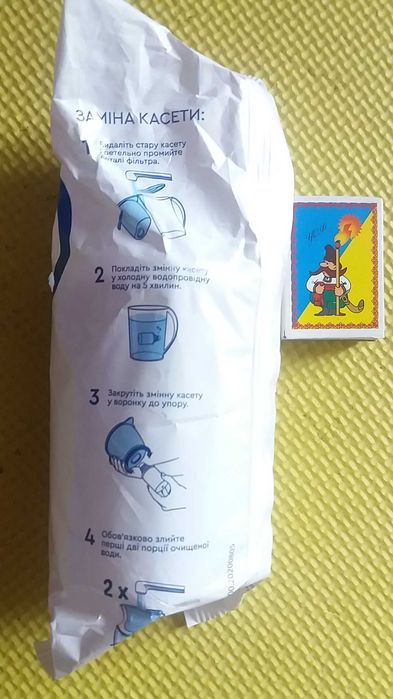 ЗАМІНА КАСЕТИ:
1 Видаліть стару касету
ретельно промийте
деталі фільтра.
2 Покладіть змінну касету
у холодну водопровідну
воду на 5 хвилин.
3 Закрутіть змінну касету
у воронку до упору.
4 Обов'язково злийте
перші дві порції очищеної
води.
2 x